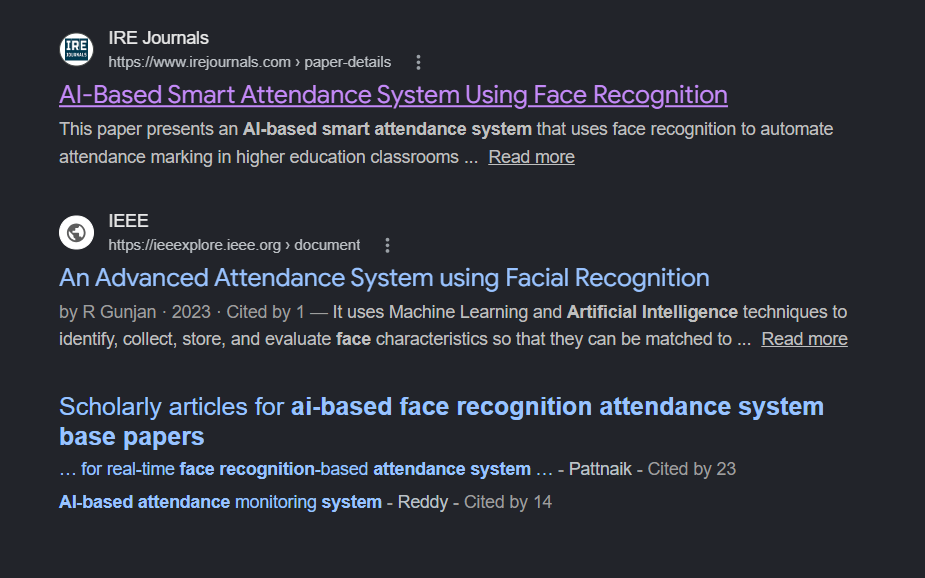 IRE
JOURNALS
IRE Journals
https://www.irejournals.com › paper-details
AI-Based Smart Attendance System Using Face Recognition
This paper presents an AI-based smart attendance system that uses face recognition to automate
attendance marking in higher education classrooms ... Read more
IEEE
https://ieeexplore.ieee.org › document
An Advanced Attendance System using Facial Recognition
by R Gunjan · 2023 · Cited by 1 — It uses Machine Learning and Artificial Intelligence techniques to
identify, collect, store, and evaluate face characteristics so that they can be matched to ... Read more
Scholarly articles for ai-based face recognition attendance system
base papers
… for real-time face recognition-based attendance system … - Pattnaik - Cited by 23
AI-based attendance monitoring system - Reddy - Cited by 14